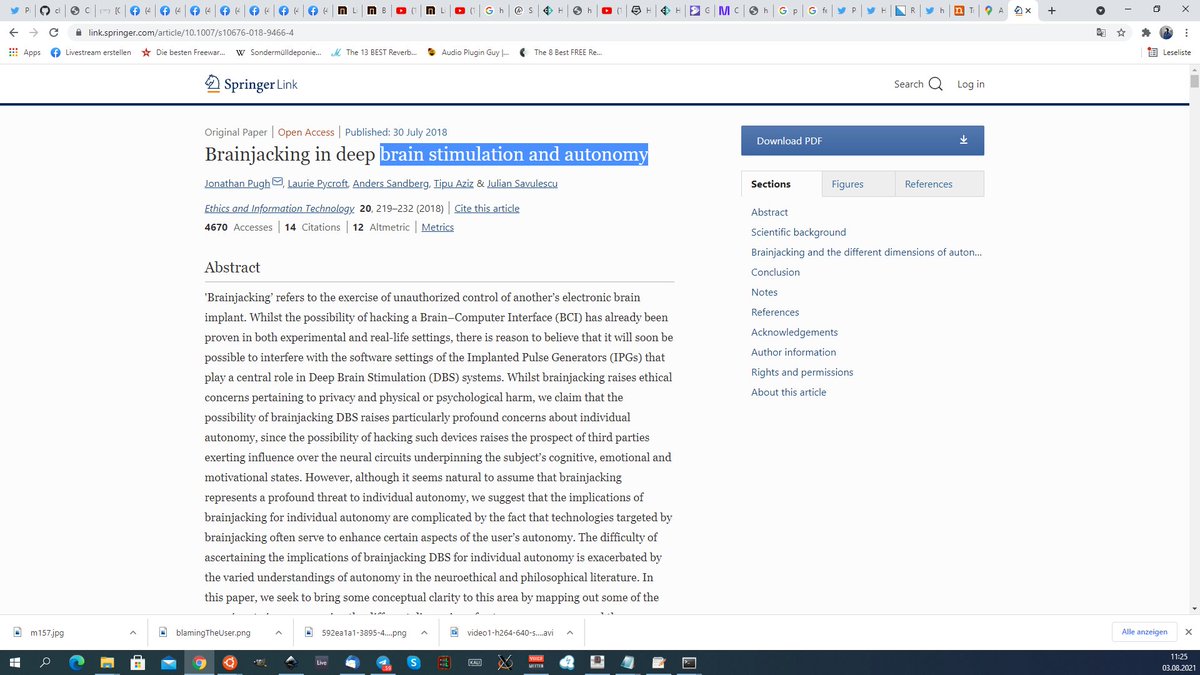 link.springer.com/article/10.1007/s10676-018-9466-4
Apps Livestream erstellen Die besten Freewar... Sondermülldeponie... The 13 BEST Reverb... Audio Plugin Guy |... The 8 Best FREE Re... Leseliste
Springer Link
Search Log in
Original Paper | Open Access | Published: 30 July 2018
Brainjacking in deep brain stimulation and autonomy
Jonathan Pugh, Laurie Pycroft, Anders Sandberg, Tipu Aziz & Julian Savulescu
Ethics and Information Technology 20, 219–232 (2018) | Cite this article
4670 Accesses | 14 Citations | 12 Altmetric | Metrics
Abstract
'Brainjacking' refers to the exercise of unauthorized control of another's electronic brain
implant. Whilst the possibility of hacking a Brain–Computer Interface (BCI) has already been
proven in both experimental and real-life settings, there is reason to believe that it will soon be
possible to interfere with the software settings of the Implanted Pulse Generators (IPGs) that
play a central role in Deep Brain Stimulation (DBS) systems. Whilst brainjacking raises ethical
concerns pertaining to privacy and physical or psychological harm, we claim that the
possibility of brainjacking DBS raises particularly profound concerns about individual
autonomy, since the possibility of hacking such devices raises the prospect of third parties
exerting influence over the neural circuits underpinning the subject's cognitive, emotional and
motivational states. However, although it seems natural to assume that brainjacking
represents a profound threat to individual autonomy, we suggest that the implications of
brainjacking for individual autonomy are complicated by the fact that technologies targeted by
brainjacking often serve to enhance certain aspects of the user's autonomy. The difficulty of
ascertaining the implications of brainjacking DBS for individual autonomy is exacerbated by
the varied understandings of autonomy in the neuroethical and philosophical literature. In
this paper, we seek to bring some conceptual clarity to this area by mapping out some of the
Download PDF
Sections Figures References
Abstract
Scientific background
Brainjacking and the different dimensions of auton...
Conclusion
Notes
References
Acknowledgements
Author information
Rights and permissions
About this article
m157.jpg blamingTheUser.png 592ea1a1-3895-4....png video1-h264-640-s....avi Alle anzeigen
Live
11:25
03.08.2021